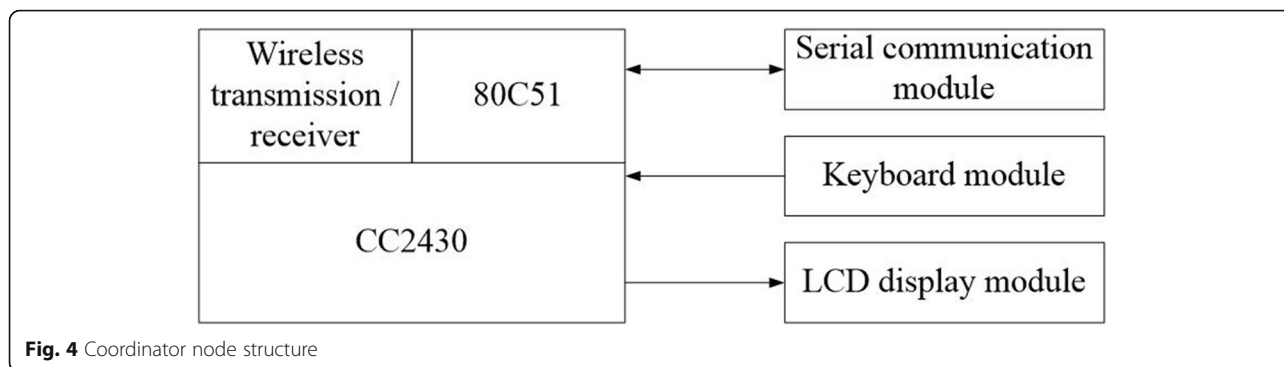 Wireless
transmission /
receiver
80C51
CC2430
Serial communication
module
Keyboard module
LCD display module
Fig. 4 Coordinator node structure